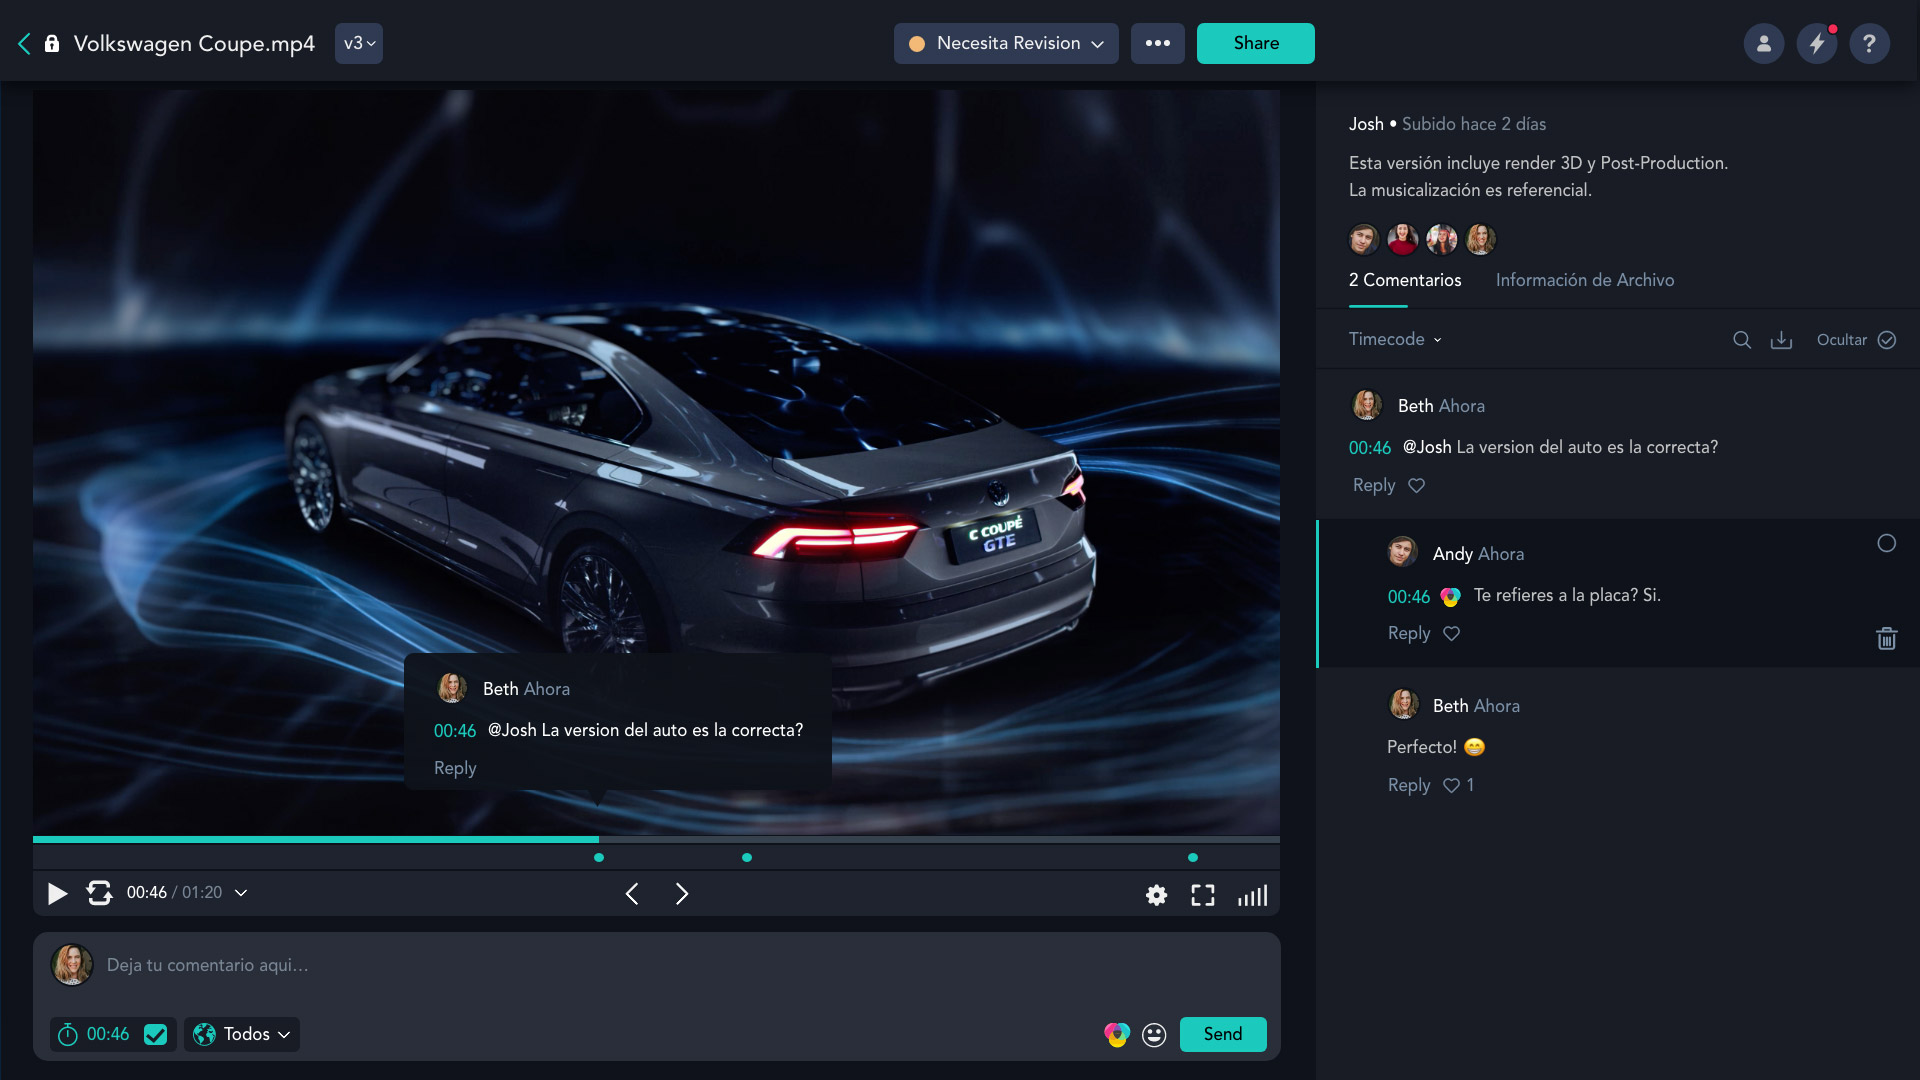 Volkswagen Coupe.mp4
v3
Necesita Revision
Share
?
Josh • Subido hace 2 días
Esta versión incluye render 3D y Post-Production.
La musicalización es referencial.
2 Comentarios
Información de Archivo
Timecode
Ocultar
Beth Ahora
00:46 @Josh La version del auto es la correcta?
Reply
Andy Ahora
00:46 Te refieres a la placa? Si.
Reply
Beth Ahora
Perfecto! 😁
Reply 1
C COUPÉ
GTE
Beth Ahora
00:46 @Josh La version del auto es la correcta?
Reply
00:46 / 01:20
Deja tu comentario aqui...
00:46
Todos
Send